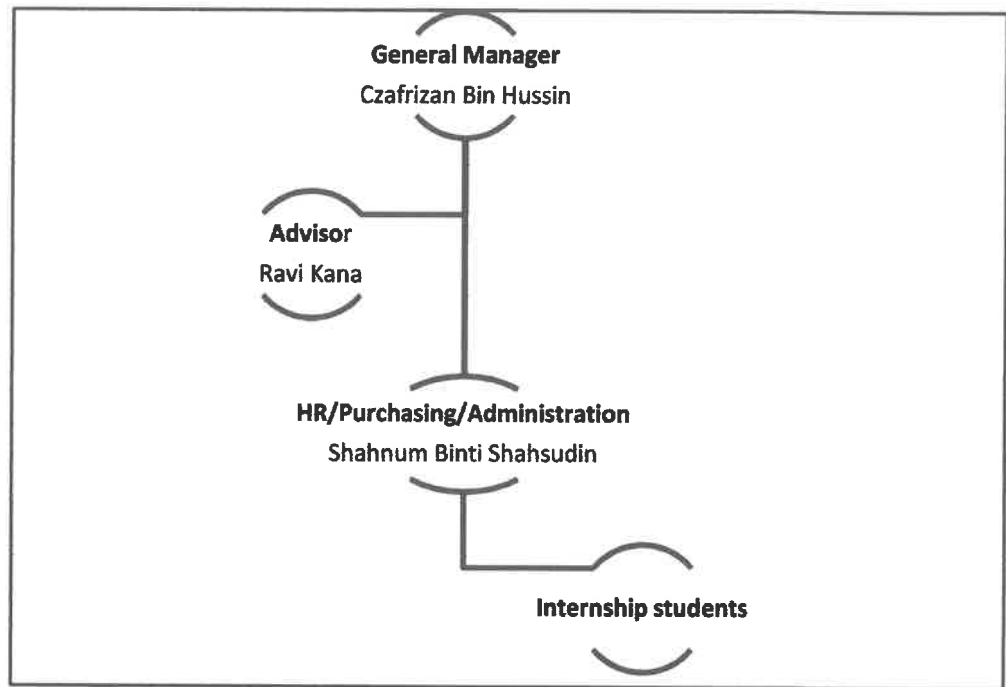 General Manager
Czafrizan Bin Hussin
Advisor
Ravi Kana
HR/Purchasing/Administration
Shahnum Binti Shahsudin
Internship students